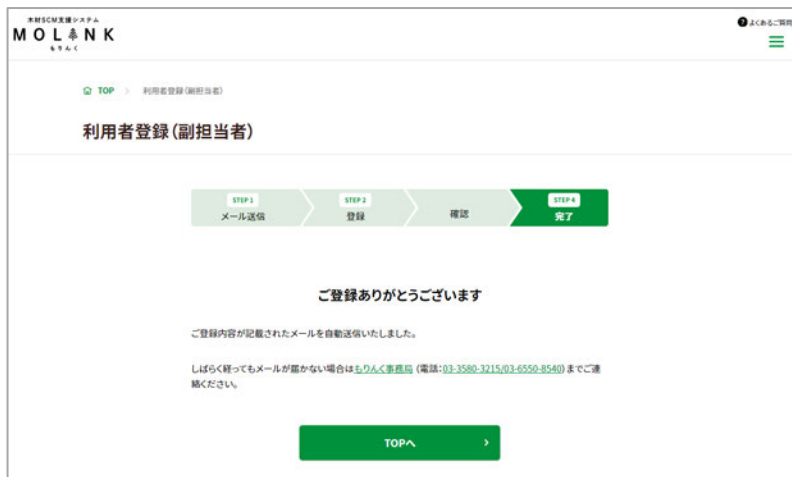 木材SCM支援システム
MOLINK
もりんく
? よくあるご質問
TOP > 利用者登録(副担当者)
利用者登録(副担当者)
STEP 1
メール送信
STEP 2
登録
確認
STEP 4
完了
ご登録ありがとうございます
ご登録内容が記載されたメールを自動送信いたしました。
しばらく経ってもメールが届かない場合はもりんく事務局 (電話:03-3580-3215/03-6550-8540) までご連
絡ください。
TOPへ >